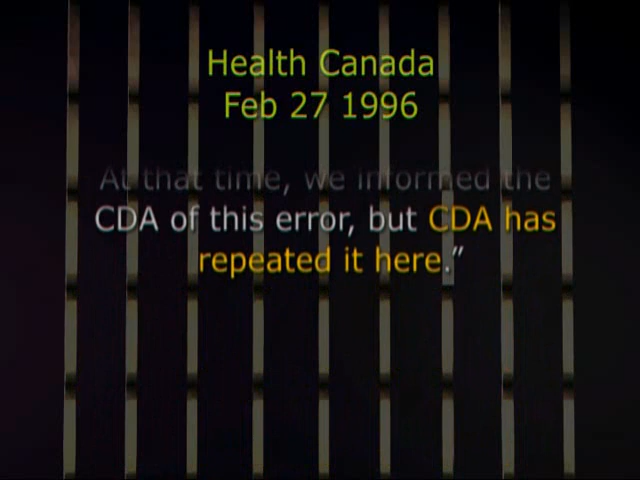 Health Canada
Feb 27 1996
At that time, we informed the
CDA of this error, but CDA has
repeated it here.”